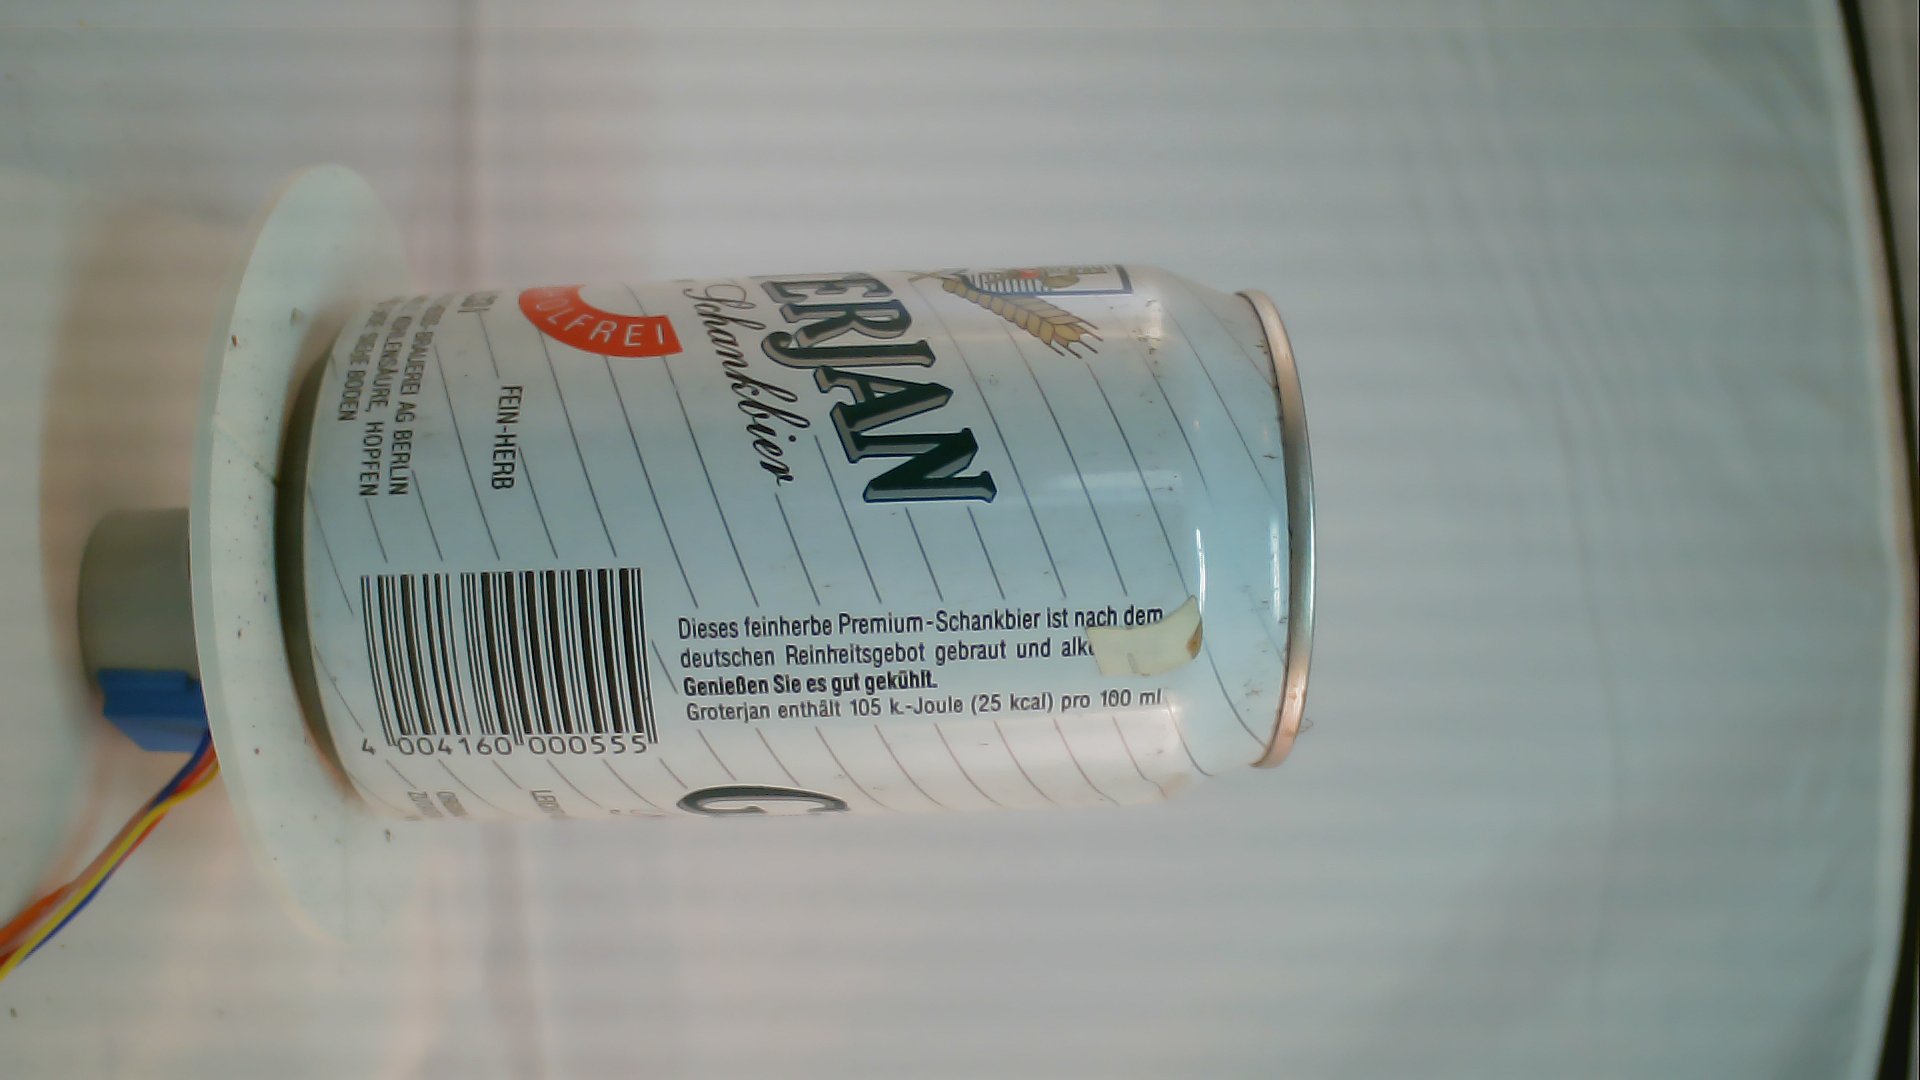 ERJAN
Schankbier
OLFREI
FEIN-HERB
BRAUEREI AG BERLIN
KOHLENSÄURE, HOPFEN
SIEHE BODEN
Dieses feinherbe Premium-Schankbier ist nach dem
deutschen Reinheitsgebot gebraut und alk
Genießen Sie es gut gekühlt.
Groterjan enthält 105 k.-Joule (25 kcal) pro 100 ml
4 004160 000555
G